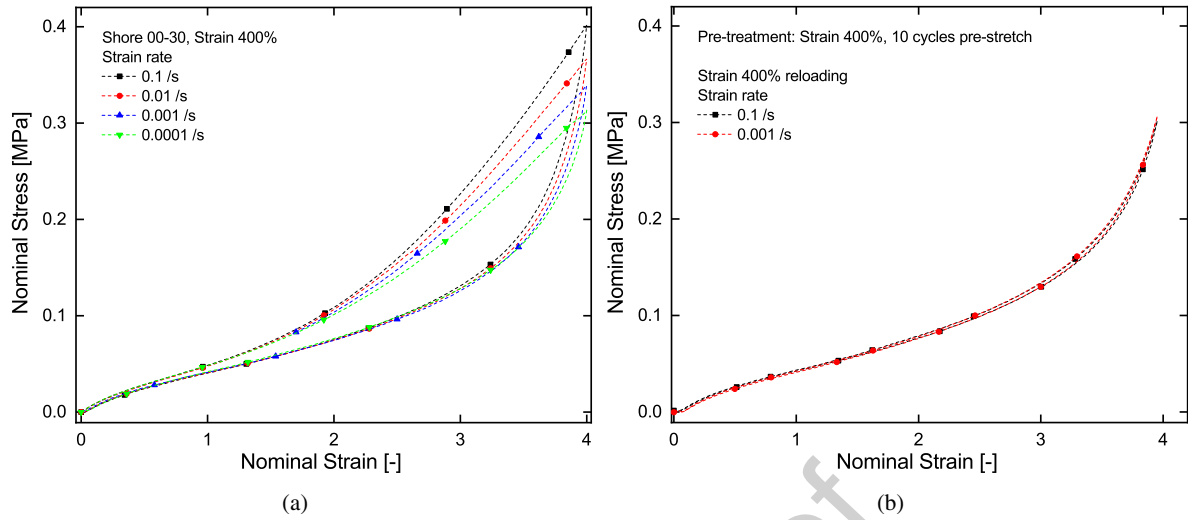 0.4
0.3
0.2
0.1
0.0
Nominal Stress [MPa]
Shore 00-30, Strain 400%
Strain rate
0.1 /s
0.01 /s
0.001 /s
0.0001 /s
0 1 2 3 4
Nominal Strain [-]
(a)
0.4
0.3
0.2
0.1
0.0
Nominal Stress [MPa]
Pre-treatment: Strain 400%, 10 cycles pre-stretch
Strain 400% reloading
Strain rate
0.1 /s
0.001 /s
0 1 2 3 4
Nominal Strain [-]
(b)